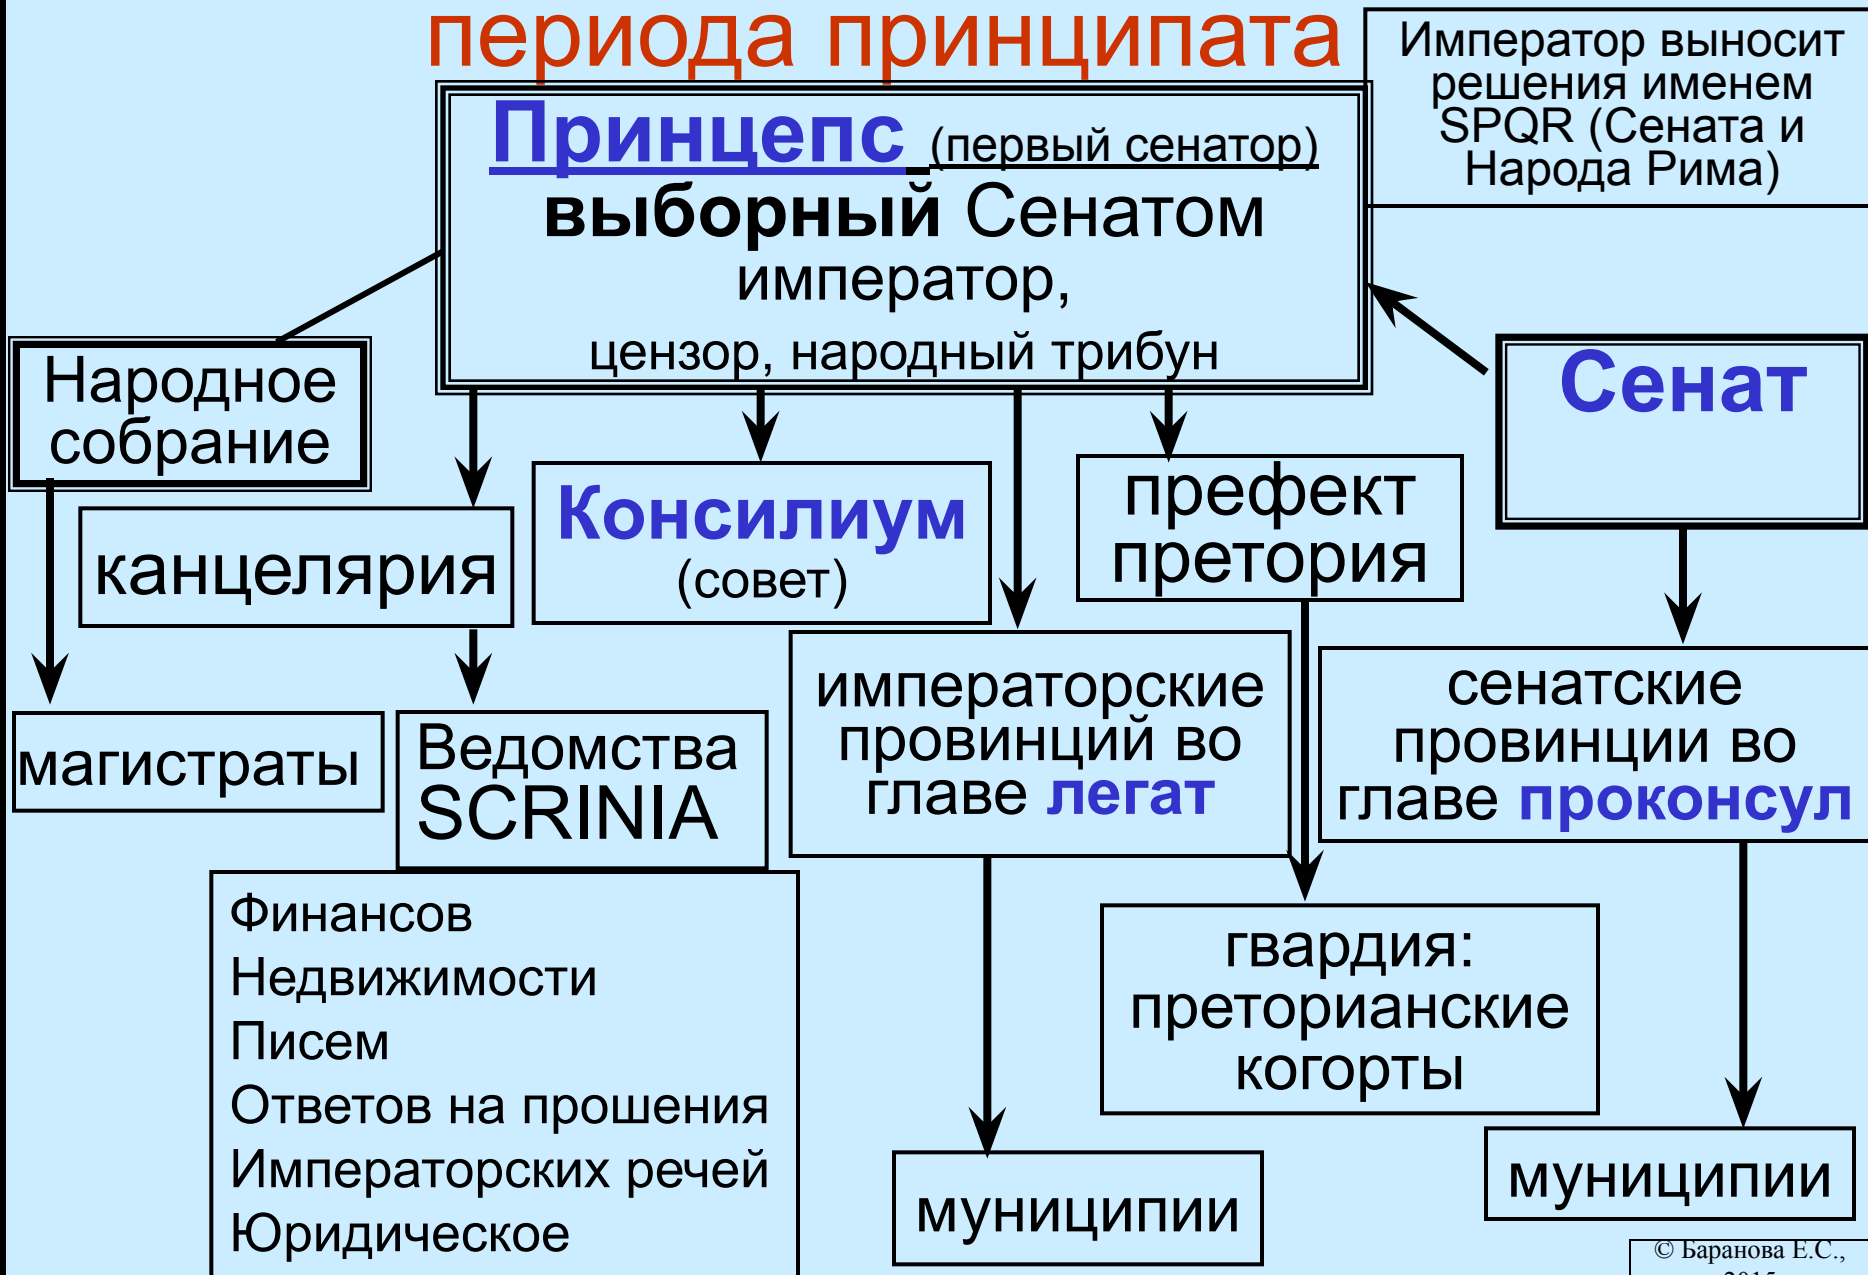 периода принципата
Император выносит
решения именем
SPQR (Сената и
Народа Рима)
Принцепс (первый сенатор)
выборный Сенатом
император,
цензор, народный трибун
Народное
собрание
Сенат
канцелярия
Консилиум
(совет)
префект
претория
магистраты
Ведомства
SCRINIA
императорские
провинций во
главе легат
сенатские
провинции во
главе проконсул
Финансов
Недвижимости
Писем
Ответов на прошения
Императорских речей
Юридическое
гвардия:
преторианские
когорты
муниципии
муниципии
© Баранова Е.С.,
2015